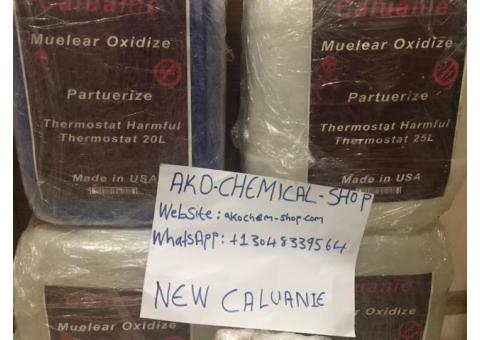 Caluanie
Muelear Oxidize
Partuerize
Thermostat Harmful
Thermostat 20L
Made in USA
Caluanie
Muelear Oxidize
Partuerize
Thermostat Harmful
Thermostat 25L
Made in USA
AKO-CHEMICAL-SHOP
Website: akochem-shop.com
WhatsApp: +13048339564
NEW CALUANIE
Muelear Oxidize
Muelear Oxidize